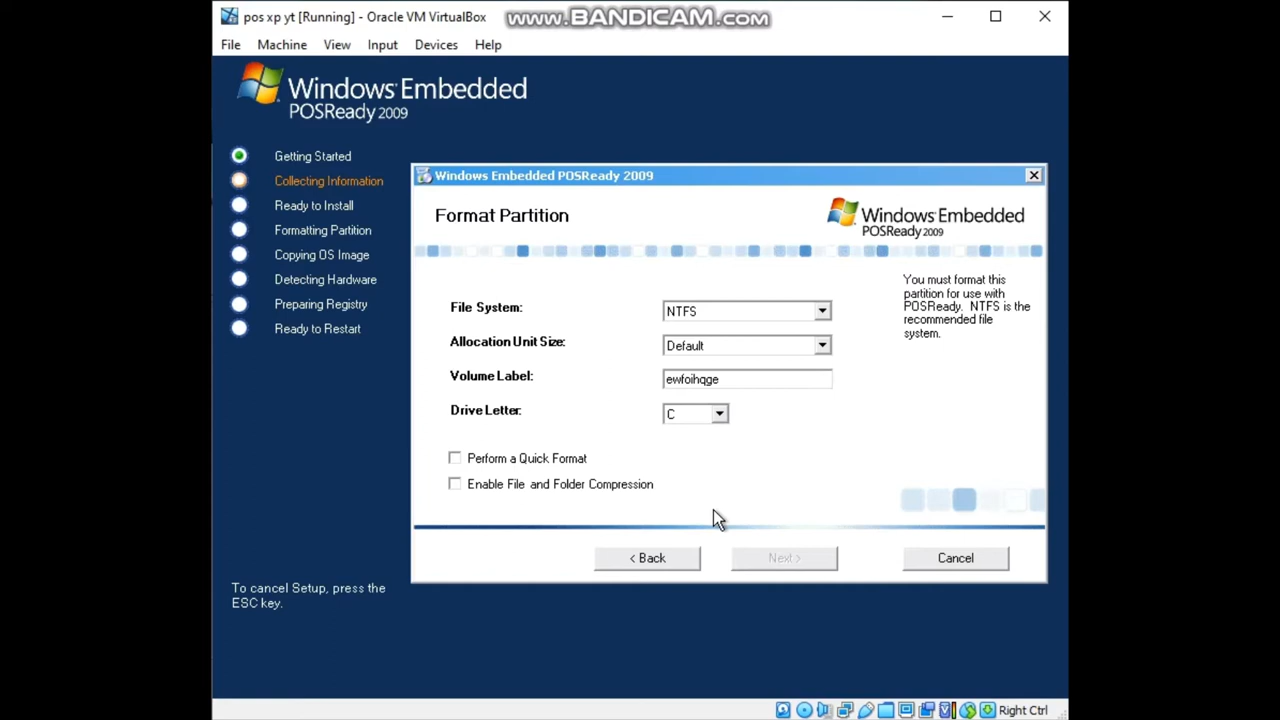 pos xp yt [Running] - Oracle VM VirtualBox
www.BANDICAM.com
File Machine View Input Devices Help
Windows Embedded
POSReady 2009
Getting Started
Collecting Information
Ready to Install
Formatting Partition
Copying OS Image
Detecting Hardware
Preparing Registry
Ready to Restart
To cancel Setup, press the
ESC key.
Windows Embedded POSReady 2009
Format Partition
Windows Embedded
POSReady 2009
File System:
NTFS
Allocation Unit Size:
Default
Volume Label:
ewfoihqge
Drive Letter:
C
Perform a Quick Format
Enable File and Folder Compression
You must format this
partition for use with
POSReady. NTFS is the
recommended file
system.
< Back
Next >
Cancel
Right Ctrl